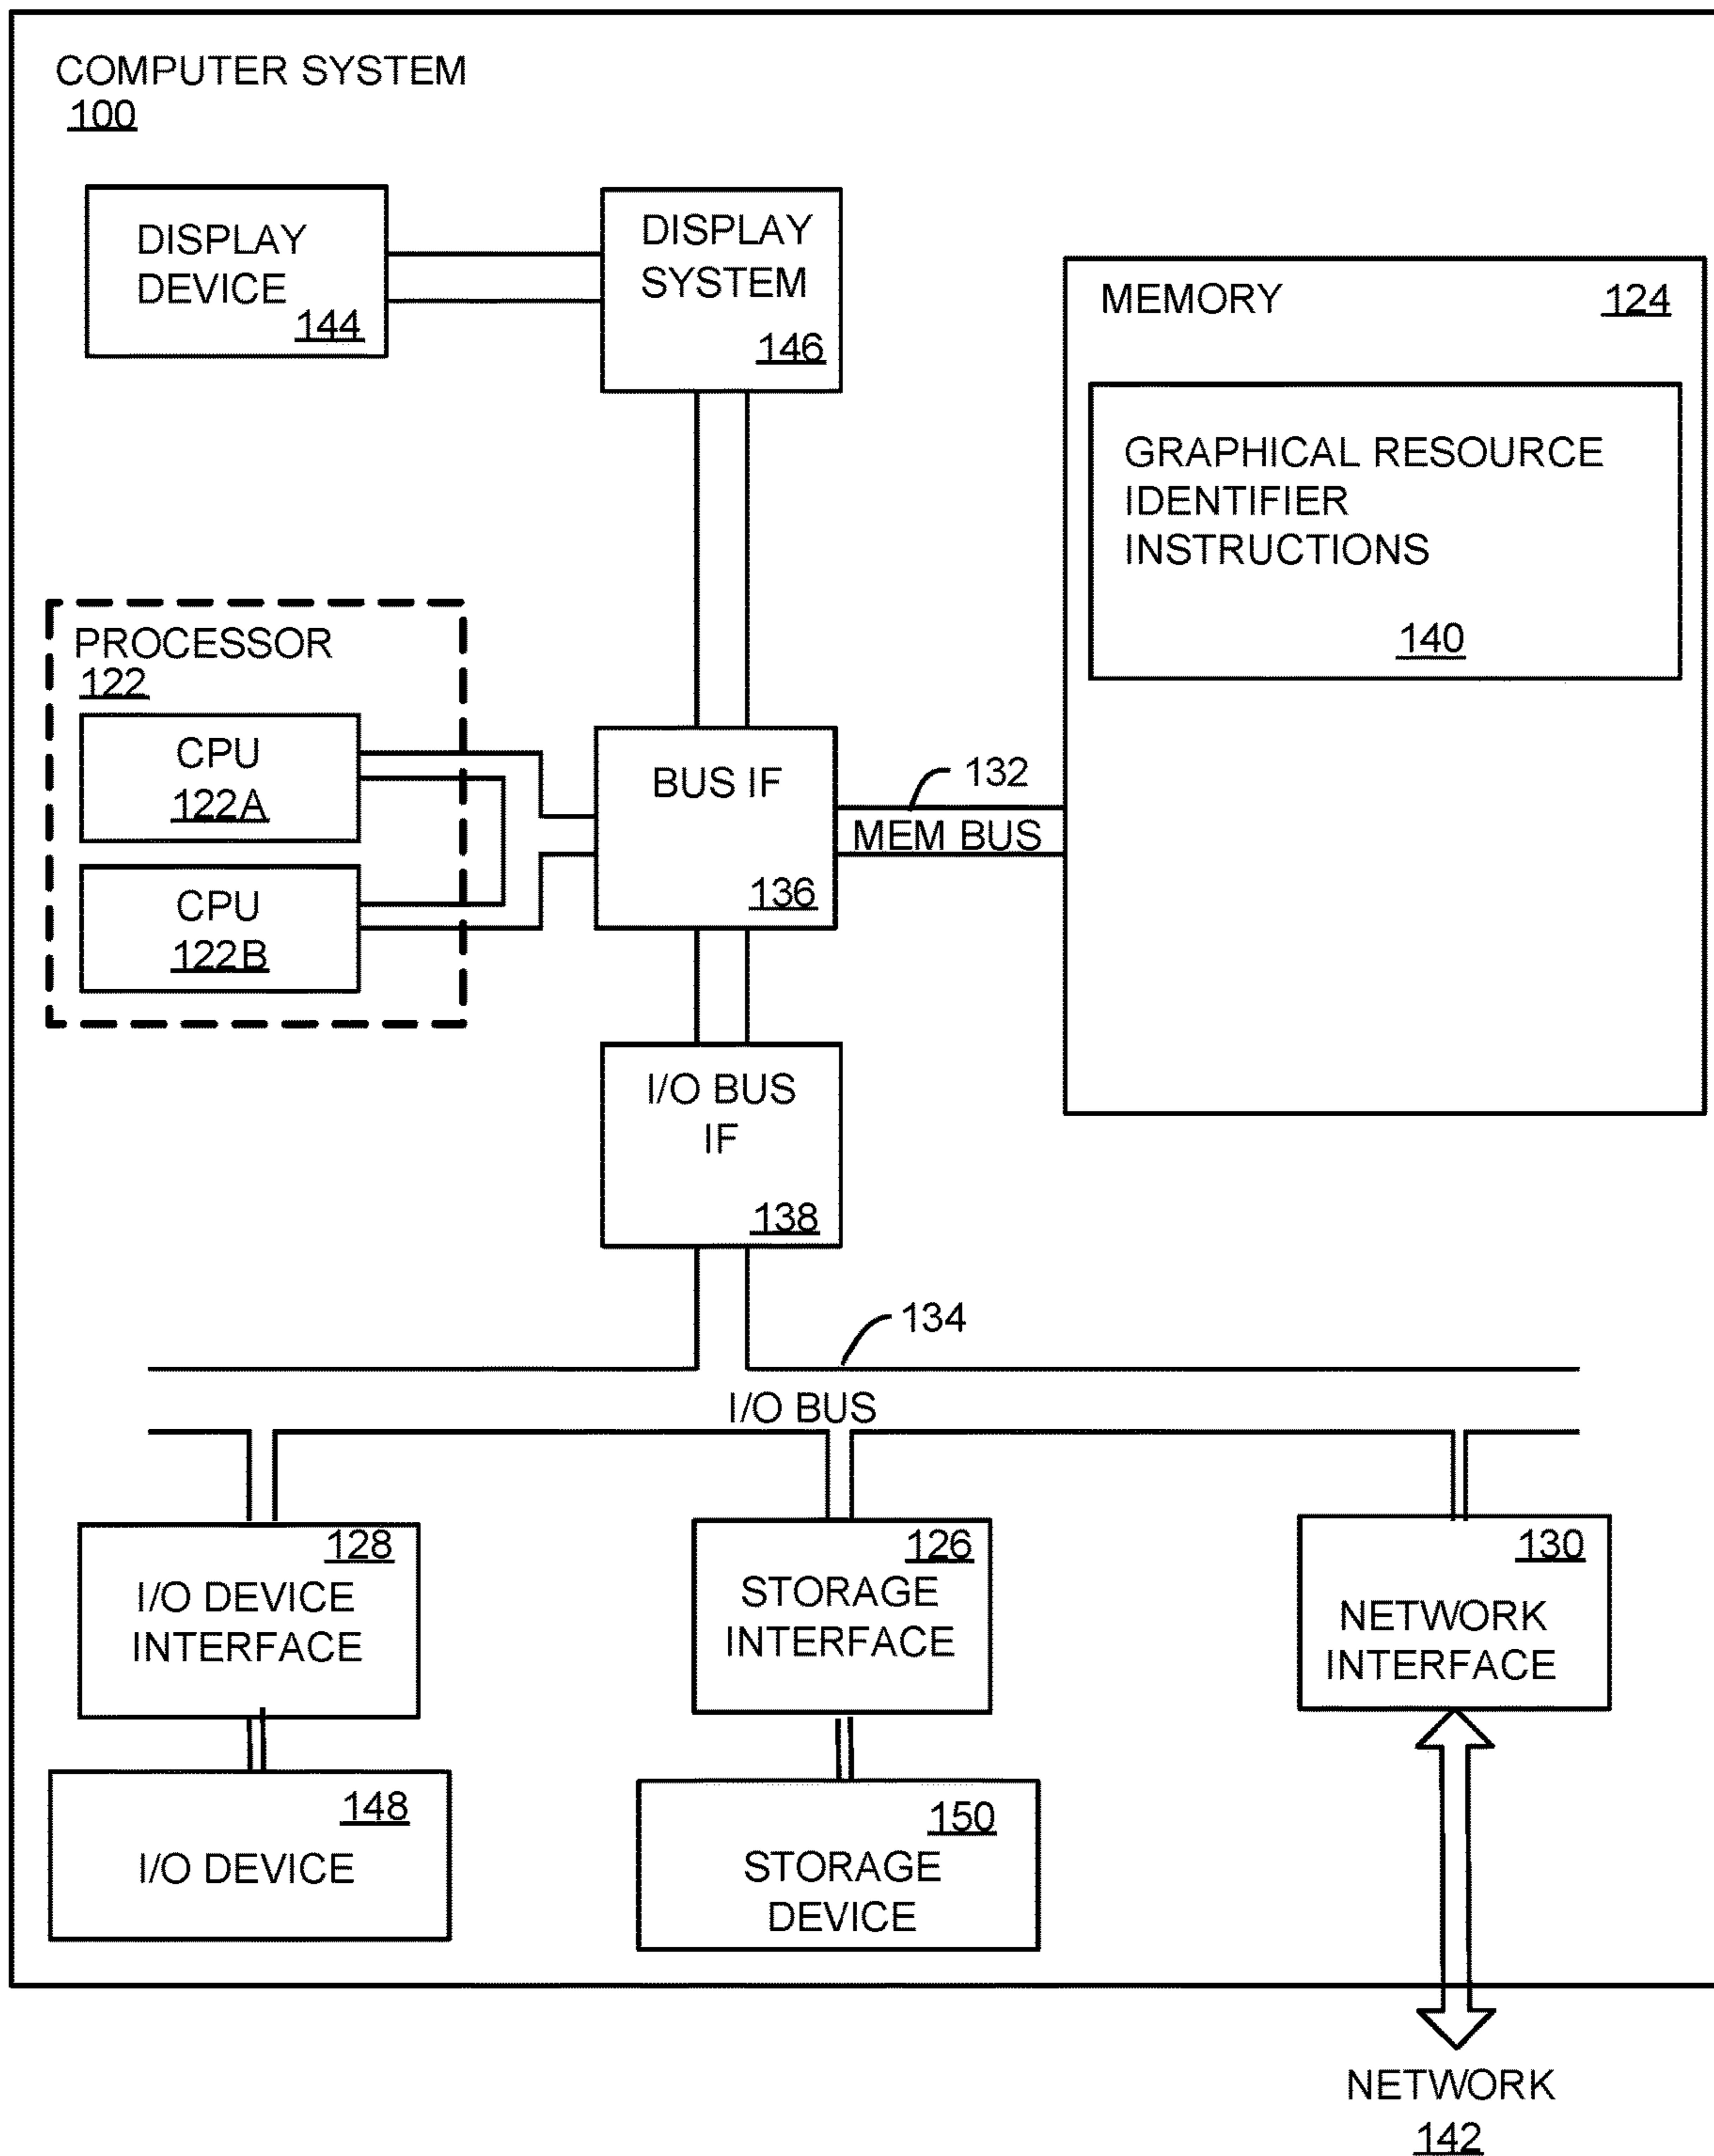 COMPUTER SYSTEM
100
DISPLAY
DEVICE
144
DISPLAY
SYSTEM
146
MEMORY
124
GRAPHICAL RESOURCE
IDENTIFIER
INSTRUCTIONS
140
PROCESSOR
122
CPU
122A
CPU
122B
BUS IF
136
132
MEM BUS
I/O BUS
IF
138
134
I/O BUS
128
I/O DEVICE
INTERFACE
126
STORAGE
INTERFACE
130
NETWORK
INTERFACE
148
I/O DEVICE
150
STORAGE
DEVICE
NETWORK
142